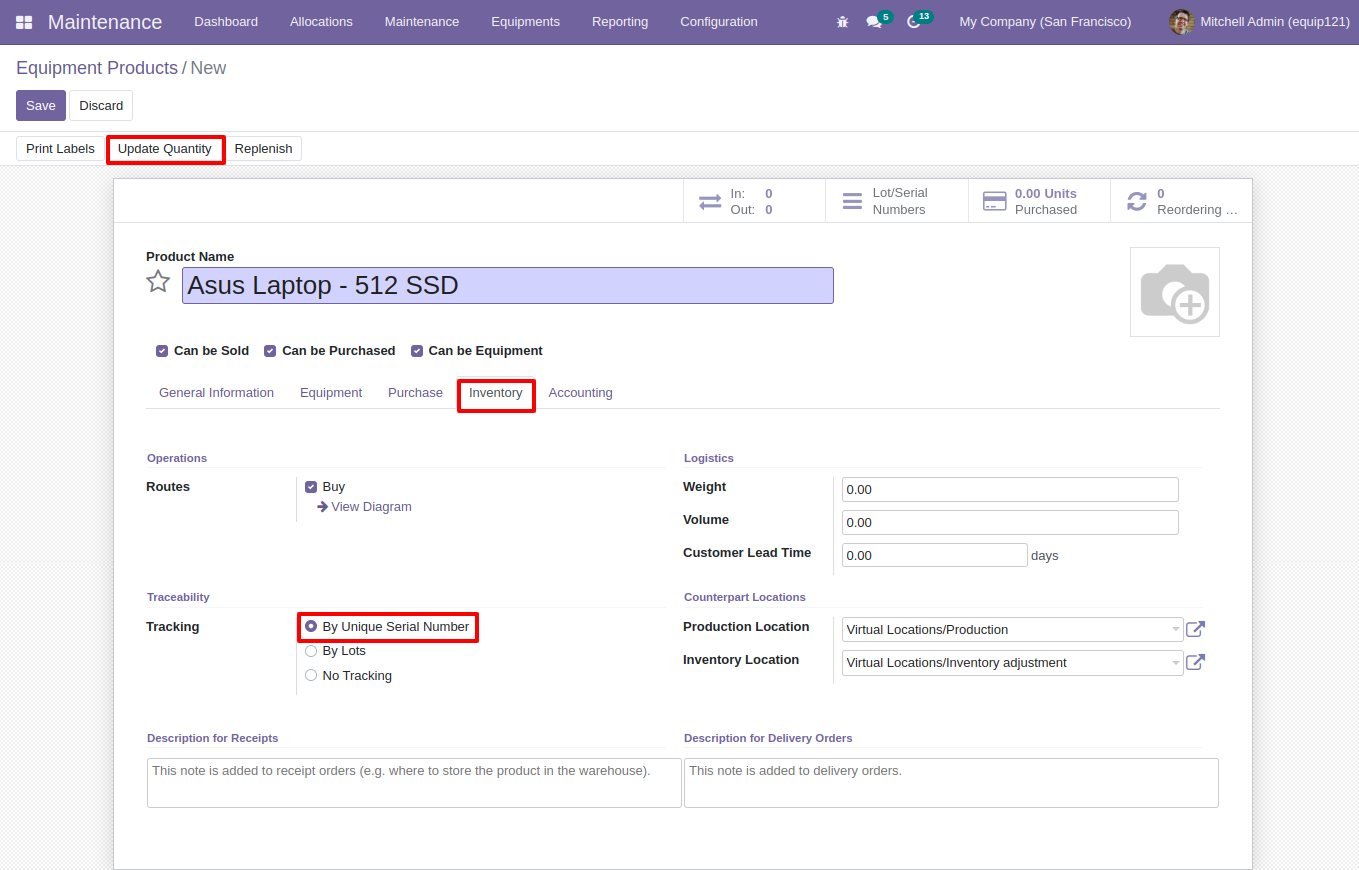 Maintenance Dashboard Allocations Maintenance Equipments Reporting Configuration 5 13 My Company (San Francisco) Mitchell Admin (equip121)
Equipment Products / New
Save Discard
Print Labels Update Quantity Replenish
In: 0
Out: 0
Lot/Serial
Numbers
0.00 Units
Purchased
0
Reordering ...
Product Name
Asus Laptop - 512 SSD
Can be Sold Can be Purchased Can be Equipment
General Information Equipment Purchase Inventory Accounting
Operations
Routes Buy
View Diagram
Logistics
Weight 0.00
Volume 0.00
Customer Lead Time 0.00 days
Traceability
Tracking By Unique Serial Number
By Lots
No Tracking
Counterpart Locations
Production Location Virtual Locations/Production
Inventory Location Virtual Locations/Inventory adjustment
Description for Receipts
This note is added to receipt orders (e.g. where to store the product in the warehouse).
Description for Delivery Orders
This note is added to delivery orders.